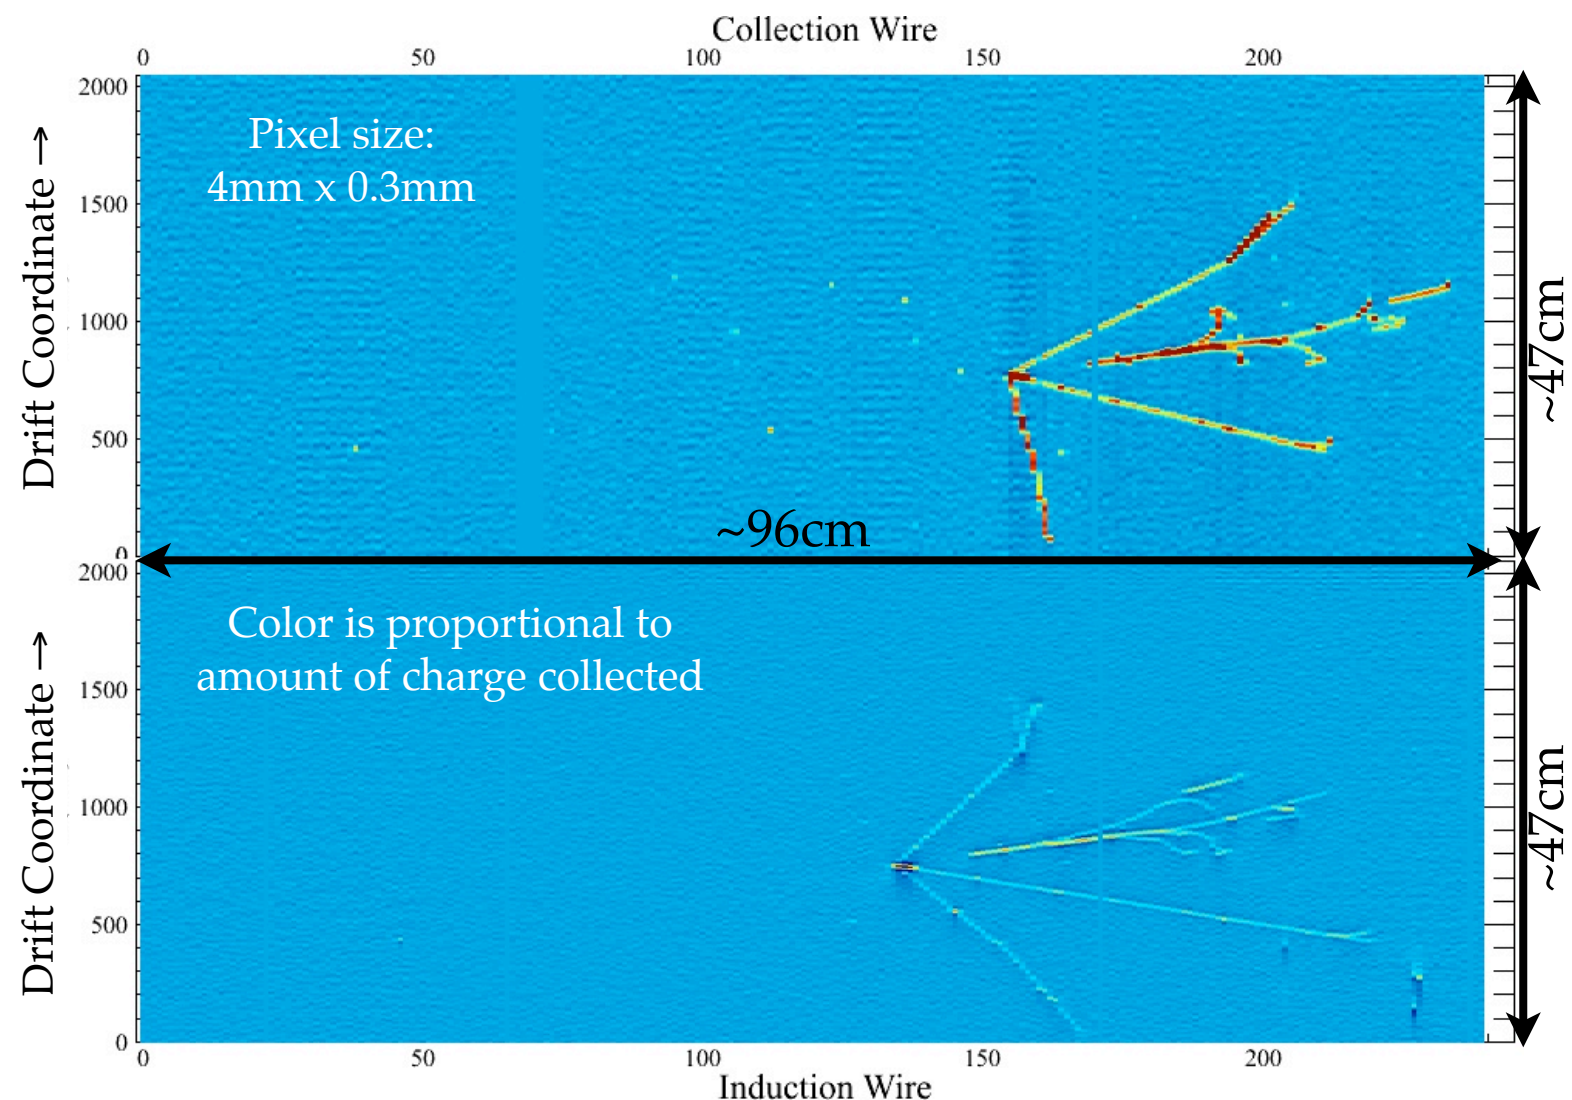 Collection Wire
0 50 100 150 200
2000
1500
1000
500
0
Drift Coordinate →
Pixel size:
4mm x 0.3mm
~47cm
~96cm
2000
1500
1000
500
0
Drift Coordinate →
Color is proportional to
amount of charge collected
~47cm
0 50 100 150 200
Induction Wire